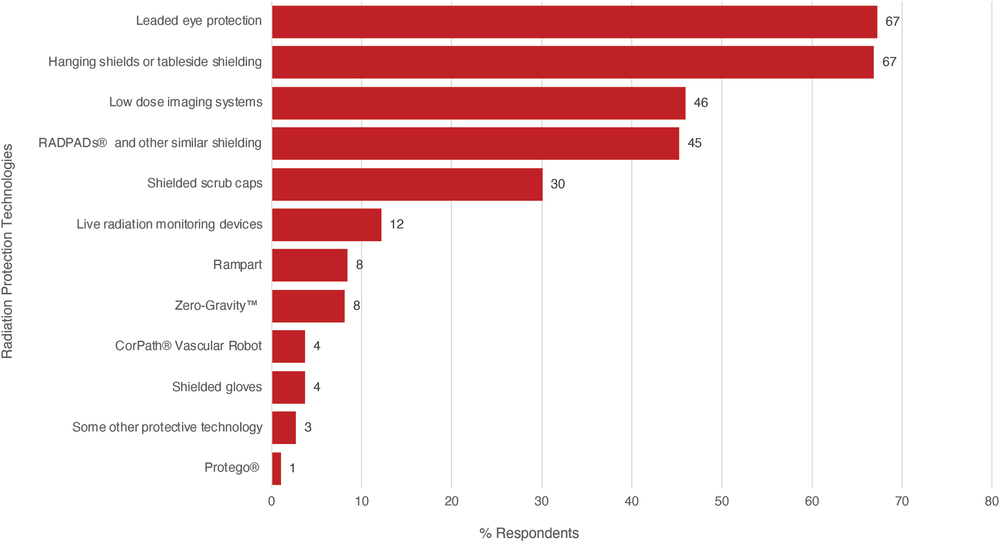 Leaded eye protection 67
Hanging shields or tableside shielding 67
Low dose imaging systems 46
RADPADs® and other similar shielding 45
Shielded scrub caps 30
Live radiation monitoring devices 12
Rampart 8
Zero-Gravity™ 8
CorPath® Vascular Robot 4
Shielded gloves 4
Some other protective technology 3
Protego® 1
0 10 20 30 40 50 60 70 80
% Respondents
Radiation Protection Technologies